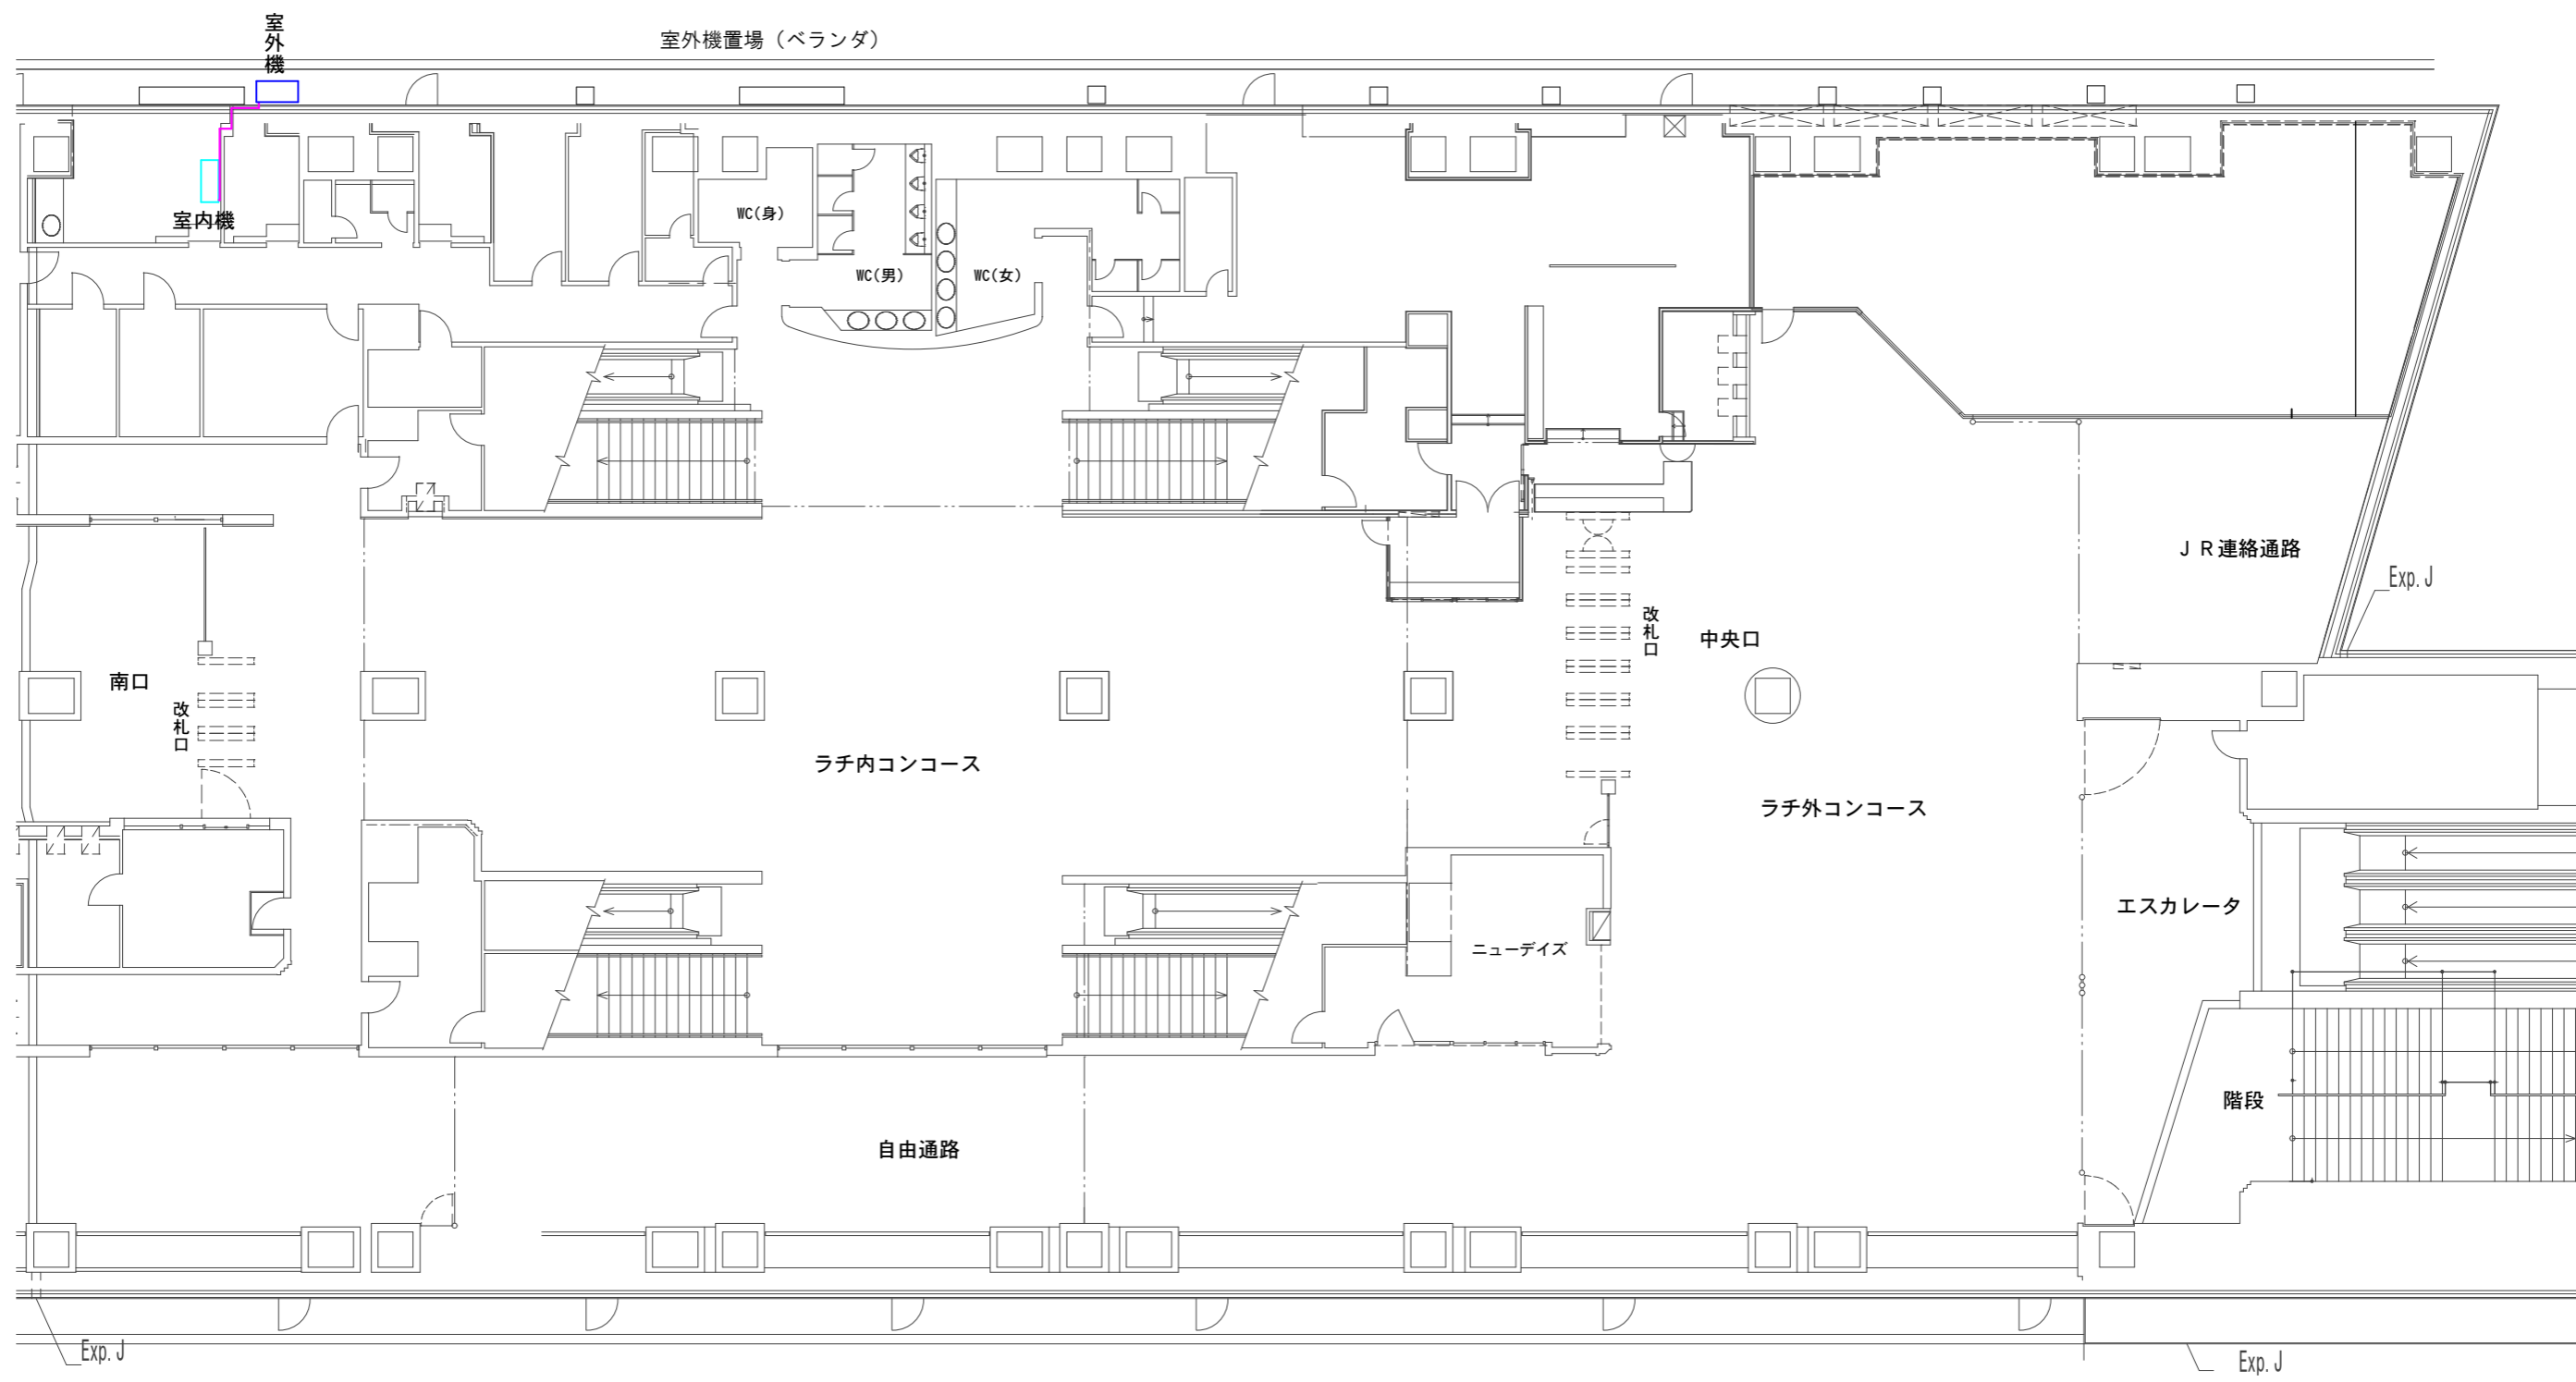 室外機
室外機置場（ベランダ）
室内機
WC(身)
WC(男)
WC(女)
ＪＲ連絡通路
Exp. J
改札口
中央口
南口
改札口
ラチ内コンコース
ラチ外コンコース
エスカレータ
ニューデイズ
階段
自由通路
Exp. J
Exp. J